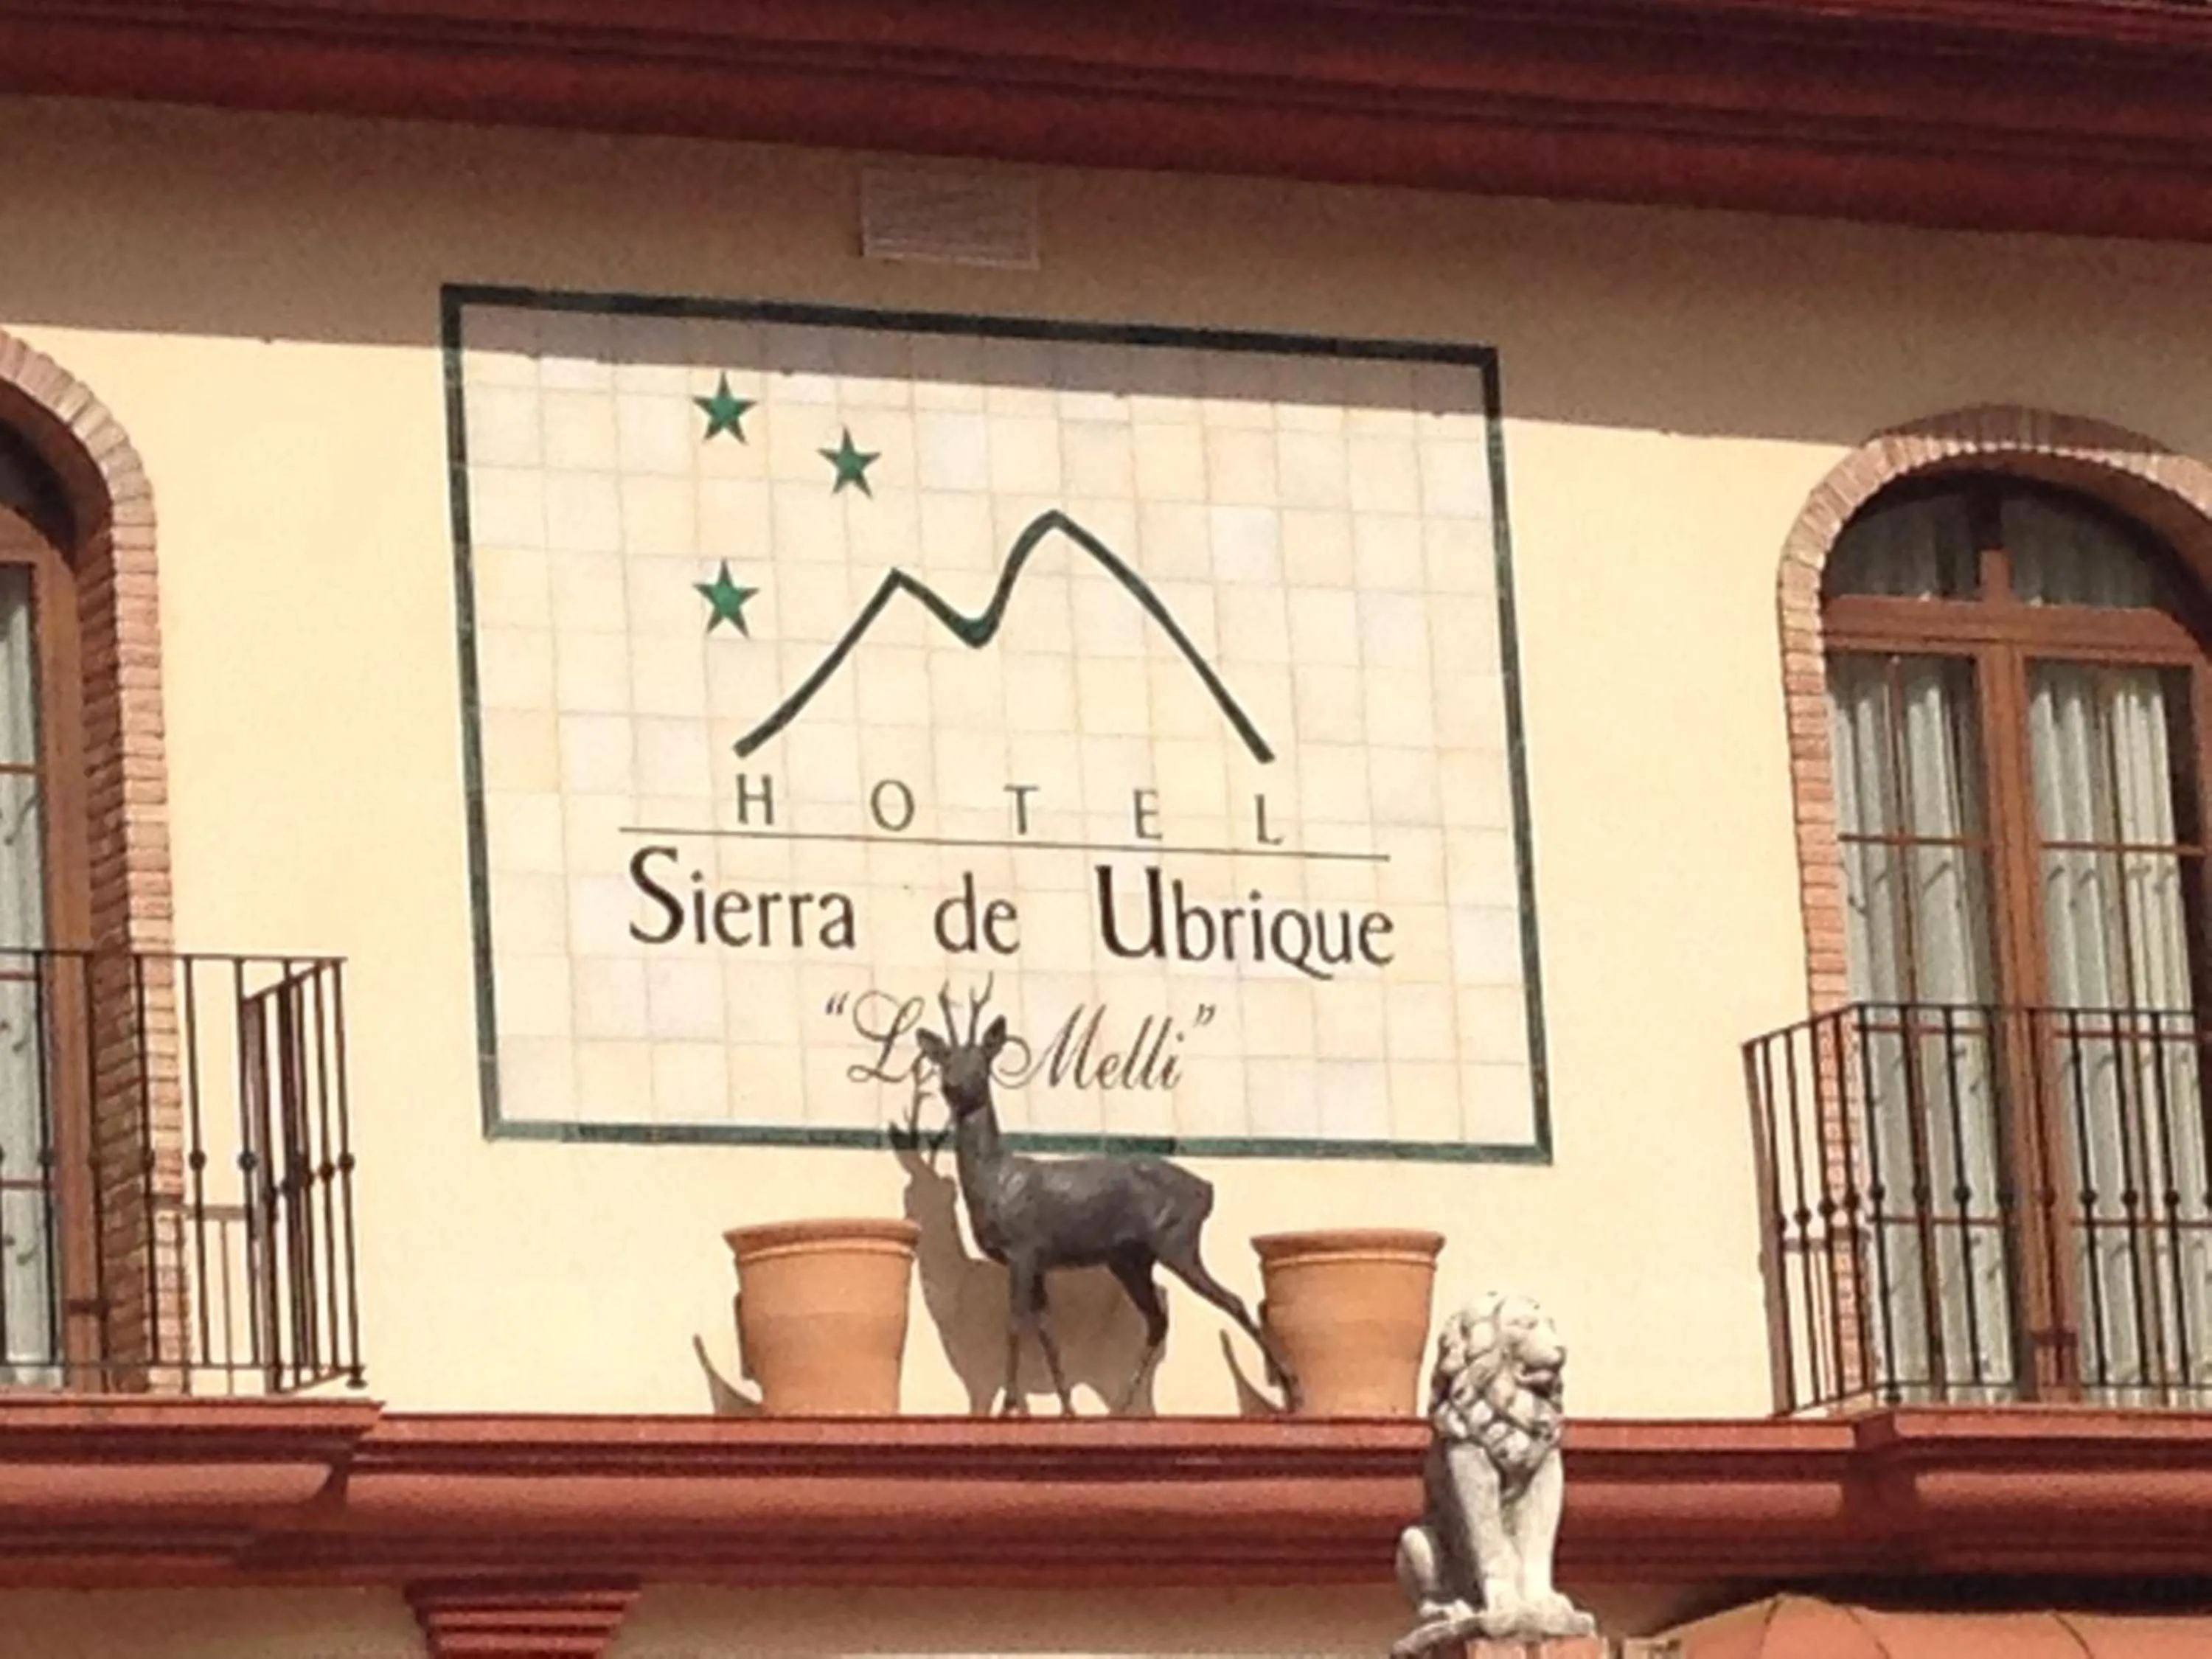 HOTEL
Sierra de Ubrique
Melli”